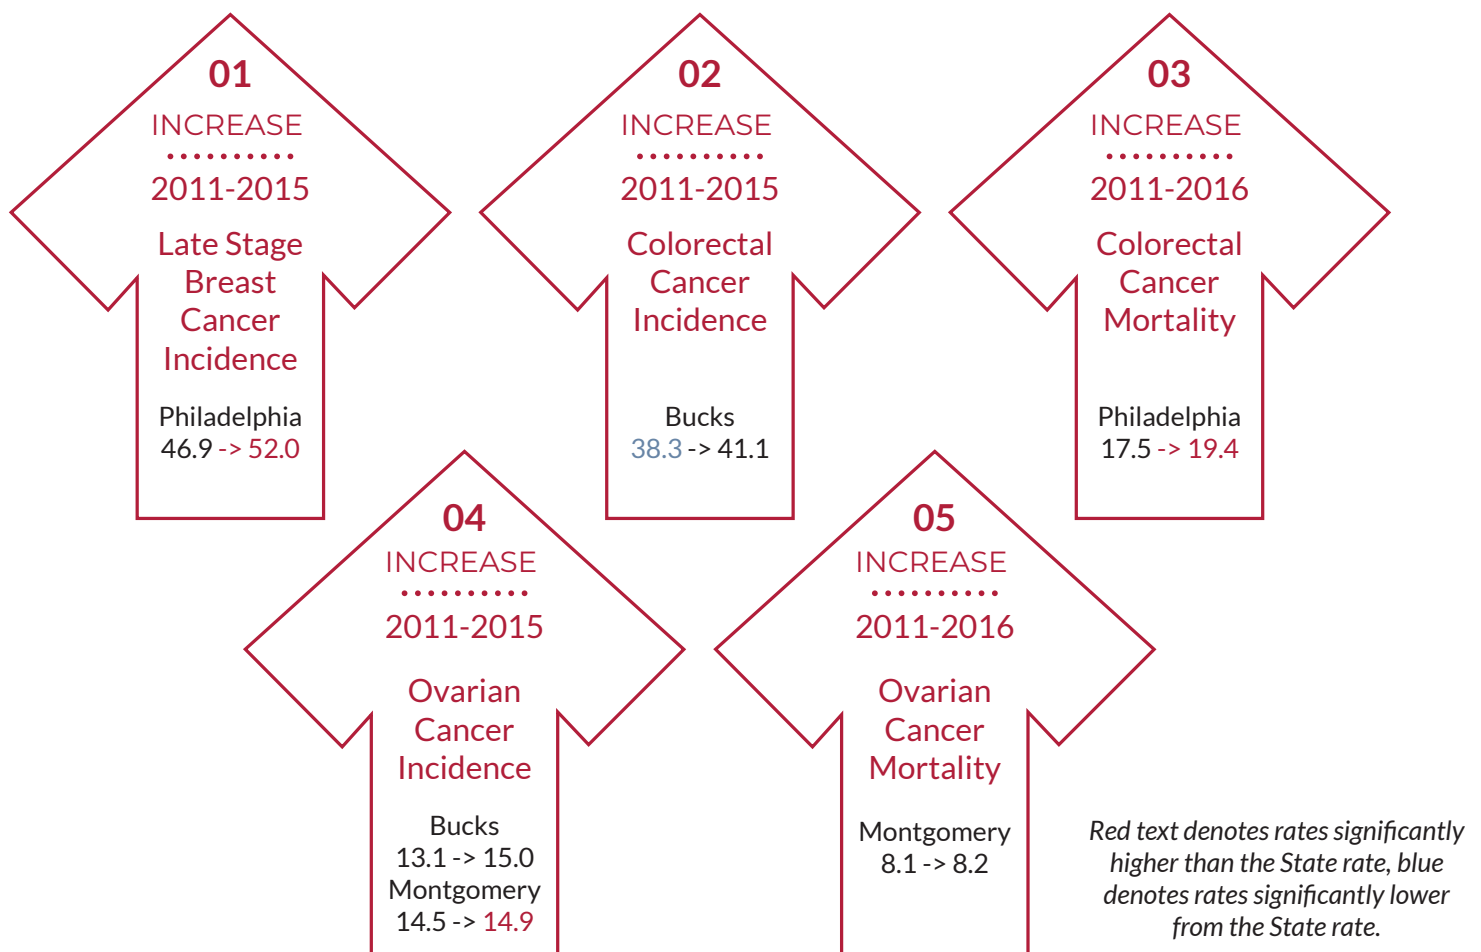 01
INCREASE
2011-2015
Late Stage
Breast
Cancer
Incidence
Philadelphia
46.9 -> 52.0
02
INCREASE
2011-2015
Colorectal
Cancer
Incidence
Bucks
38.3 -> 41.1
03
INCREASE
2011-2016
Colorectal
Cancer
Mortality
Philadelphia
17.5 -> 19.4
04
INCREASE
2011-2015
Ovarian
Cancer
Incidence
Bucks
13.1 -> 15.0
Montgomery
14.5 -> 14.9
05
INCREASE
2011-2016
Ovarian
Cancer
Mortality
Montgomery
8.1 -> 8.2
Red text denotes rates significantly
higher than the State rate, blue
denotes rates significantly lower
from the State rate.